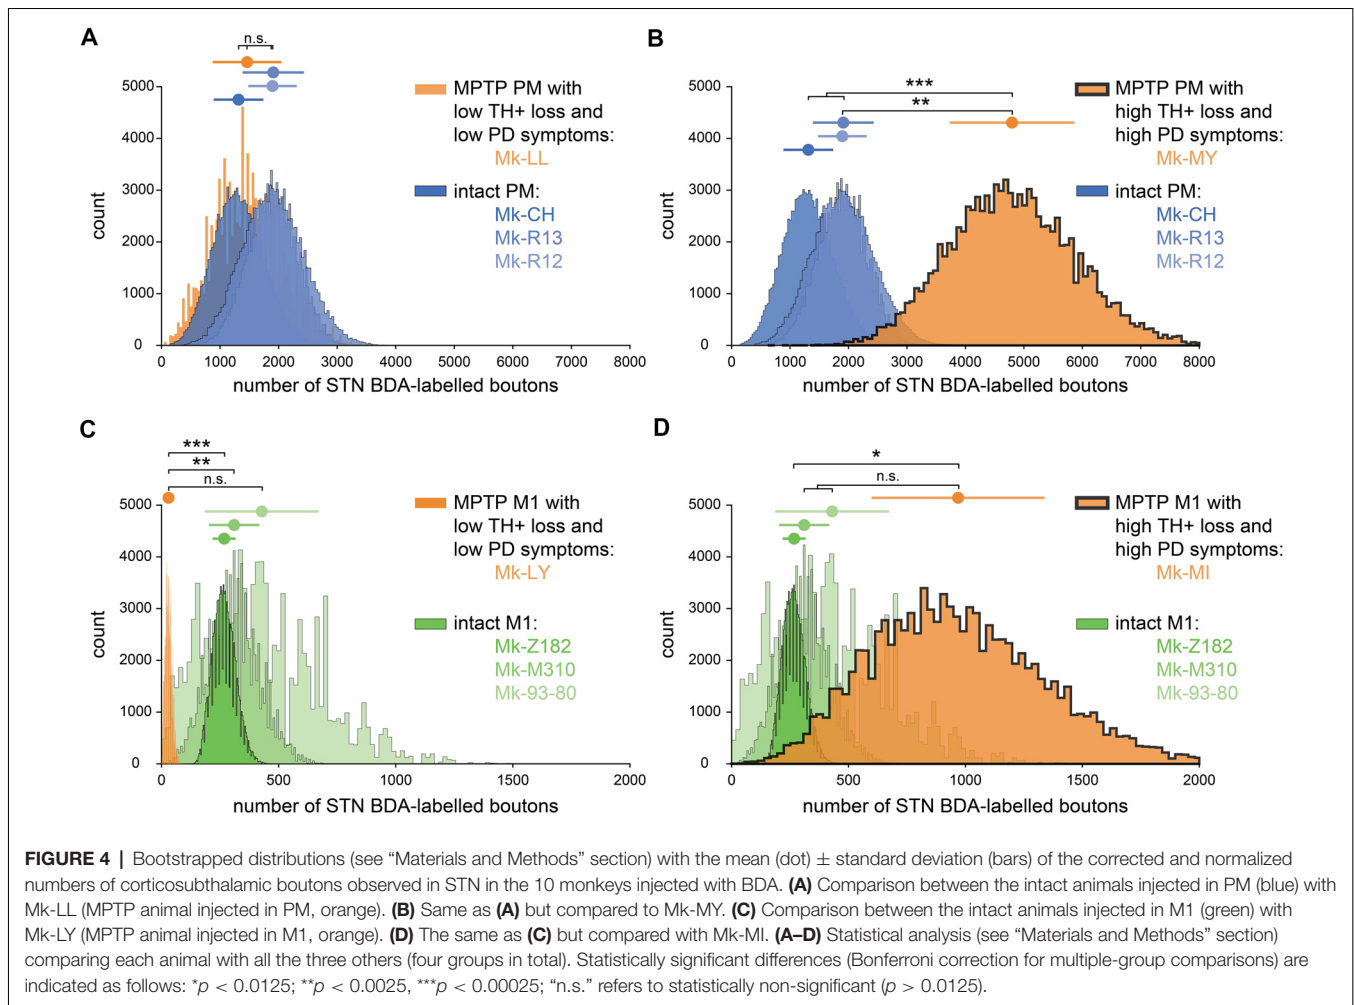 A
n.s.
5000
4000
3000
2000
1000
0
count
0 1000 2000 3000 4000 5000 6000 7000 8000
number of STN BDA-labelled boutons
MPTP PM with
low TH+ loss and
low PD symptoms:
Mk-LL
intact PM:
Mk-CH
Mk-R13
Mk-R12
B
***
**
5000
4000
3000
2000
1000
0
count
0 1000 2000 3000 4000 5000 6000 7000 8000
number of STN BDA-labelled boutons
MPTP PM with
high TH+ loss and
high PD symptoms:
Mk-MY
intact PM:
Mk-CH
Mk-R13
Mk-R12
C
***
**
n.s.
5000
4000
3000
2000
1000
0
count
0 500 1000 1500 2000
number of STN BDA-labelled boutons
MPTP M1 with
low TH+ loss and
low PD symptoms:
Mk-LY
intact M1:
Mk-Z182
Mk-M310
Mk-93-80
D
*
n.s.
5000
4000
3000
2000
1000
0
count
0 500 1000 1500 2000
number of STN BDA-labelled boutons
MPTP M1 with
high TH+ loss and
high PD symptoms:
Mk-MI
intact M1:
Mk-Z182
Mk-M310
Mk-93-80
FIGURE 4 | Bootstrapped distributions (see “Materials and Methods” section) with the mean (dot) ± standard deviation (bars) of the corrected and normalized
numbers of corticosubthalamic boutons observed in STN in the 10 monkeys injected with BDA. (A) Comparison between the intact animals injected in PM (blue) with
Mk-LL (MPTP animal injected in PM, orange). (B) Same as (A) but compared to Mk-MY. (C) Comparison between the intact animals injected in M1 (green) with
Mk-LY (MPTP animal injected in M1, orange). (D) The same as (C) but compared with Mk-MI. (A–D) Statistical analysis (see “Materials and Methods” section)
comparing each animal with all the three others (four groups in total). Statistically significant differences (Bonferroni correction for multiple-group comparisons) are
indicated as follows: *p < 0.0125; **p < 0.0025, ***p < 0.00025; “n.s.” refers to statistically non-significant (p > 0.0125).